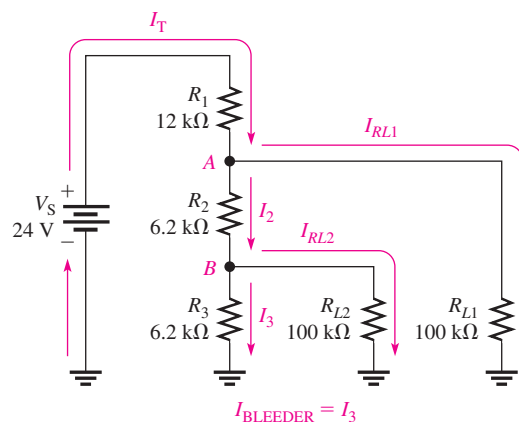 I_T
R_1
12 kΩ
I_RL1
A
+
V_S
24 V
−
R_2
6.2 kΩ
I_2
I_RL2
B
R_3
6.2 kΩ
I_3
R_L2
100 kΩ
R_L1
100 kΩ
I_BLEEDER = I_3